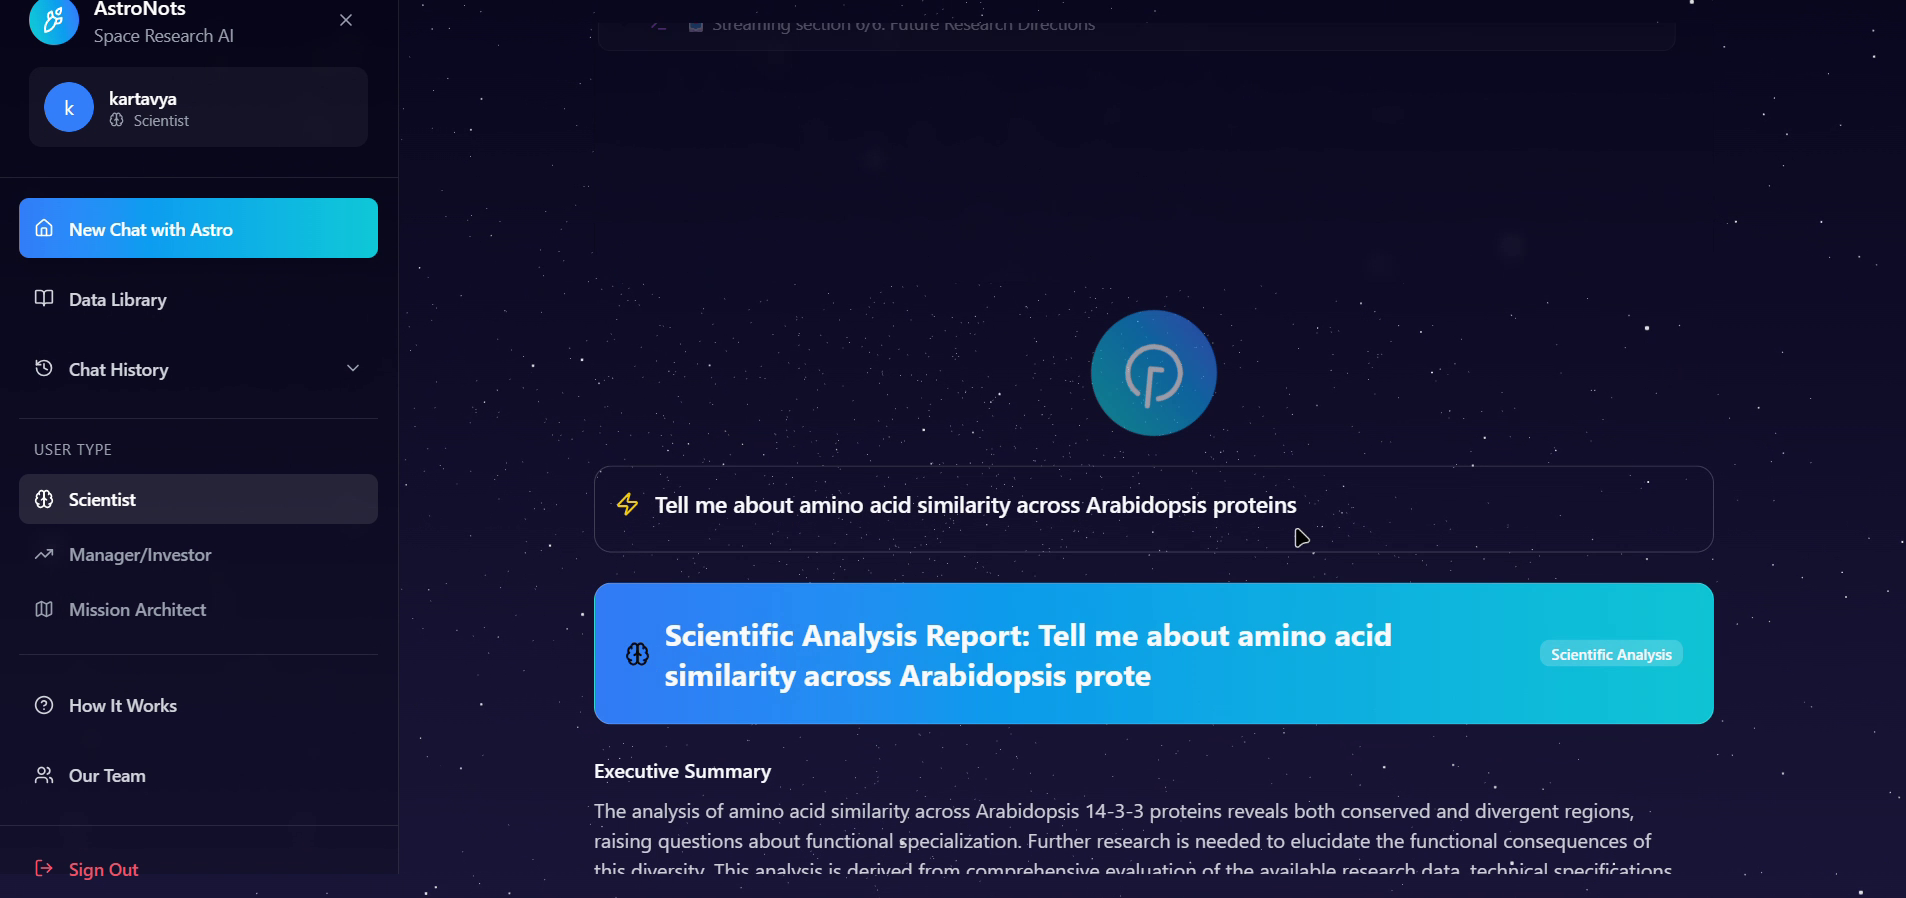 AstroNots
Space Research AI
k
kartavya
Scientist
New Chat with Astro
Data Library
Chat History
USER TYPE
Scientist
Manager/Investor
Mission Architect
How It Works
Our Team
Sign Out
Streaming section 6/6: Future Research Directions
Tell me about amino acid similarity across Arabidopsis proteins
Scientific Analysis Report: Tell me about amino acid
similarity across Arabidopsis prote
Scientific Analysis
Executive Summary
The analysis of amino acid similarity across Arabidopsis 14-3-3 proteins reveals both conserved and divergent regions,
raising questions about functional specialization. Further research is needed to elucidate the functional consequences of
this diversity. This analysis is derived from comprehensive evaluation of the available research data, technical specifications